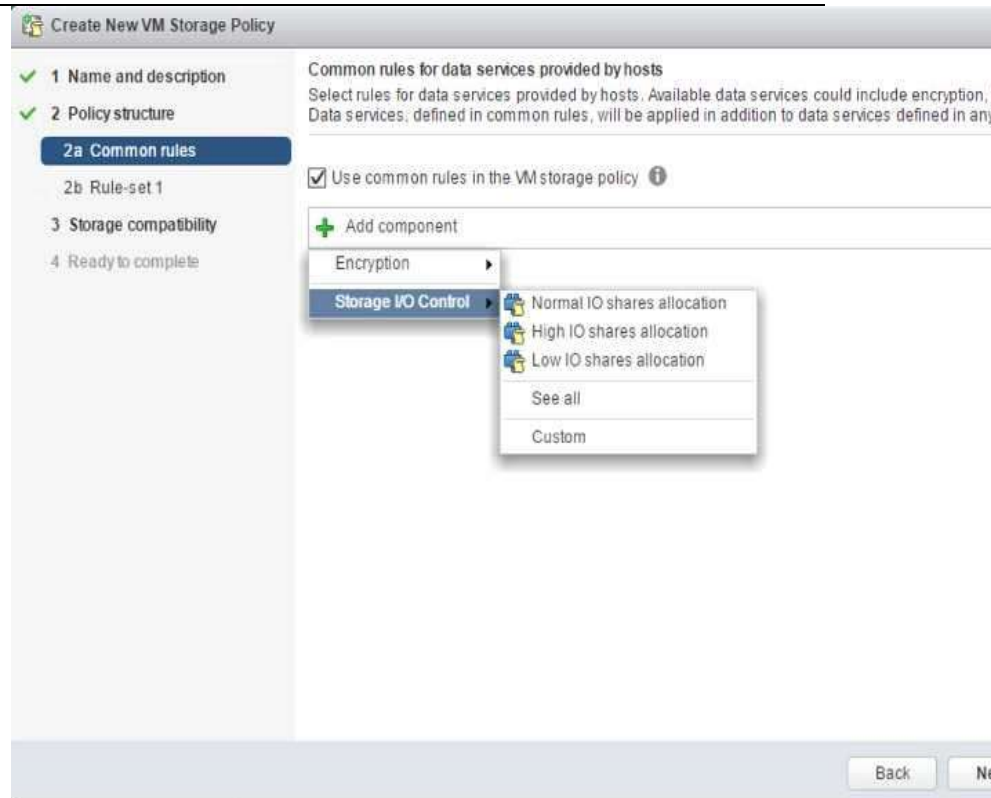 Create New VM Storage Policy
1 Name and description
2 Policy structure
2a Common rules
2b Rule-set 1
3 Storage compatibility
4 Ready to complete
Common rules for data services provided by hosts
Select rules for data services provided by hosts. Available data services could include encryption,
Data services, defined in common rules, will be applied in addition to data services defined in any
Use common rules in the VM storage policy
Add component
Encryption
Storage I/O Control
Normal IO shares allocation
High IO shares allocation
Low IO shares allocation
See all
Custom
Back
Ne